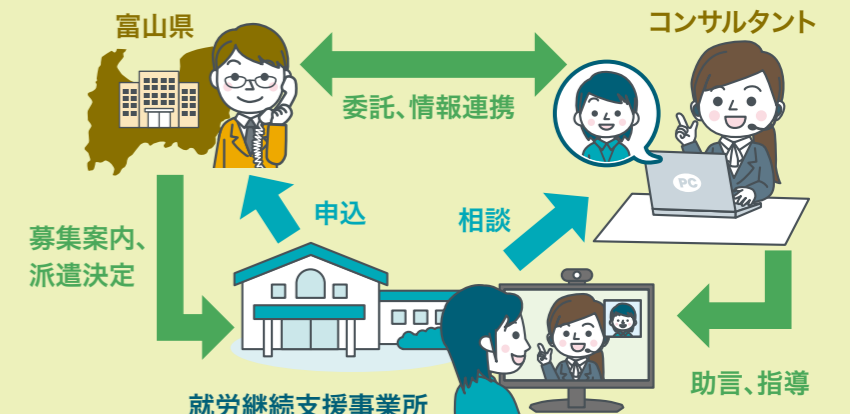 富山県
コンサルタント
委託、情報連携
PC
申込
相談
募集案内、
派遣決定
助言、指導
就労継続支援事業所